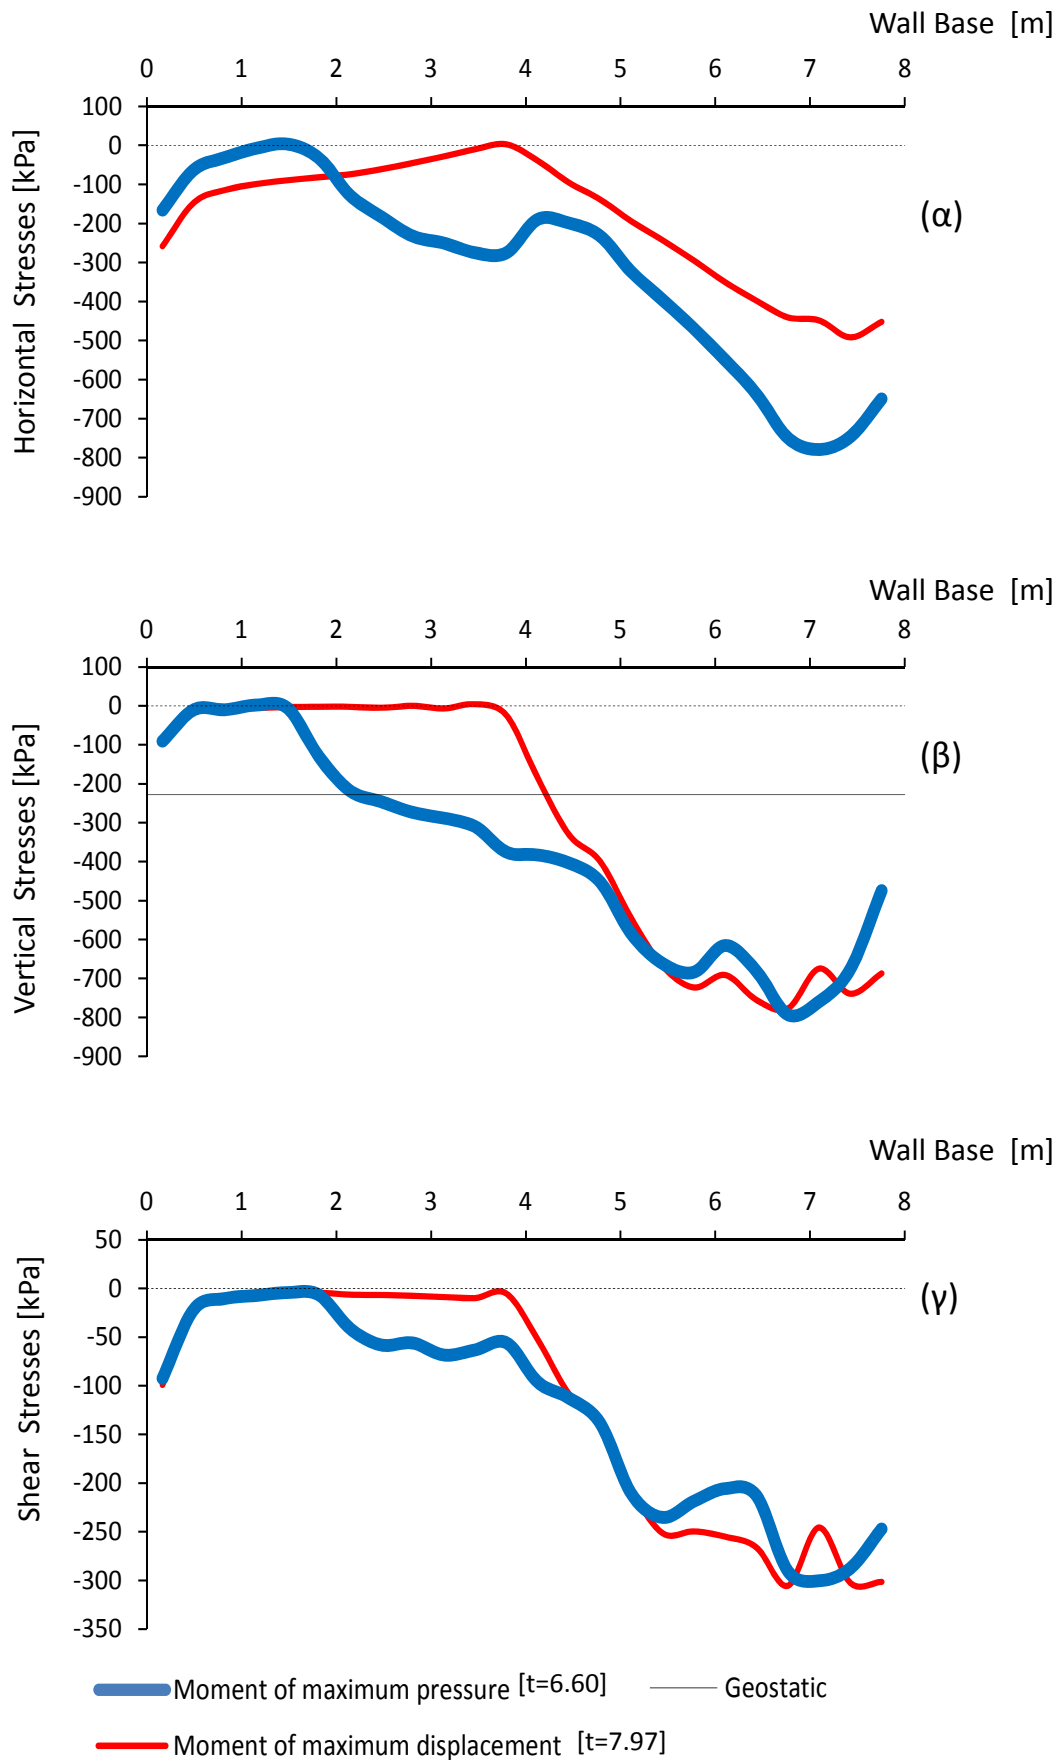 Wall Base [m]
0 1 2 3 4 5 6 7 8
Horizontal Stresses [kPa]
100
0
-100
-200
-300
-400
-500
-600
-700
-800
-900
(α)
Wall Base [m]
0 1 2 3 4 5 6 7 8
Vertical Stresses [kPa]
100
0
-100
-200
-300
-400
-500
-600
-700
-800
-900
(β)
Wall Base [m]
0 1 2 3 4 5 6 7 8
Shear Stresses [kPa]
50
0
-50
-100
-150
-200
-250
-300
-350
(γ)
Moment of maximum pressure [t=6.60] Geostatic
Moment of maximum displacement [t=7.97]